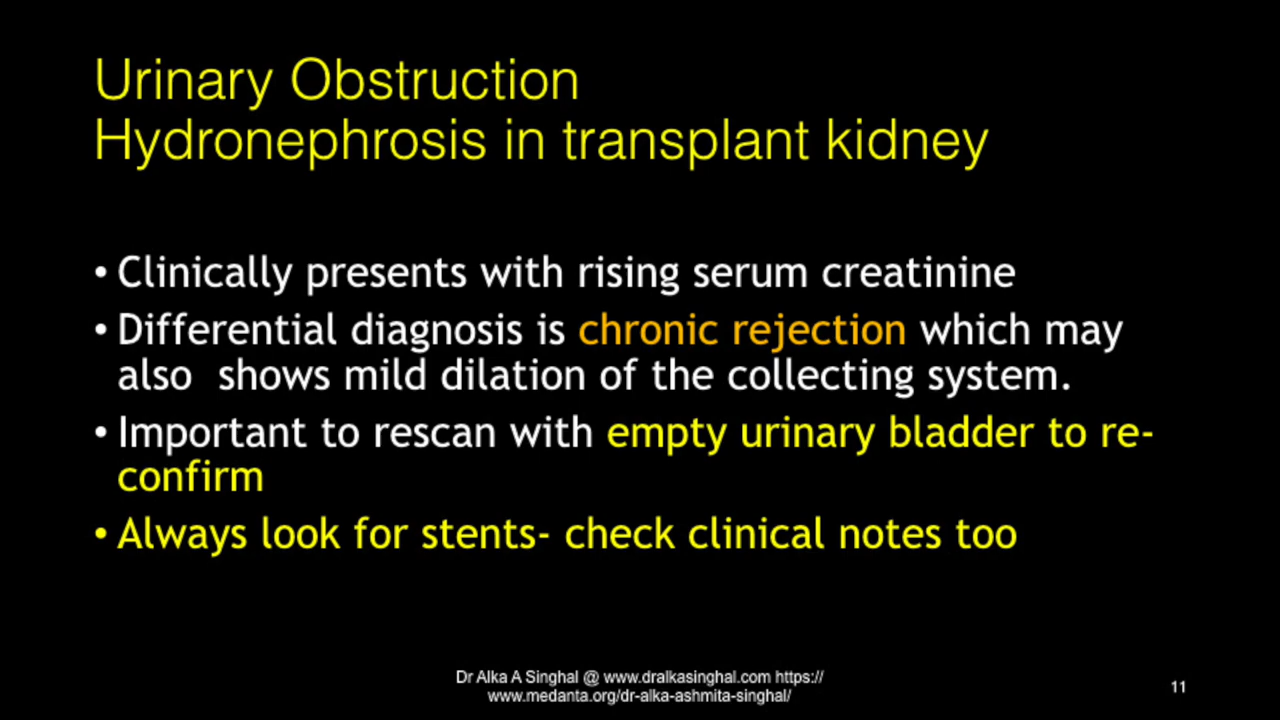 Urinary Obstruction
Hydronephrosis in transplant kidney
• Clinically presents with rising serum creatinine
• Differential diagnosis is chronic rejection which may
also  shows mild dilation of the collecting system.
• Important to rescan with empty urinary bladder to re-
confirm
• Always look for stents- check clinical notes too
Dr Alka A Singhal @ www.dralkasinghal.com https://
www.medanta.org/dr-alka-ashmita-singhal/
11